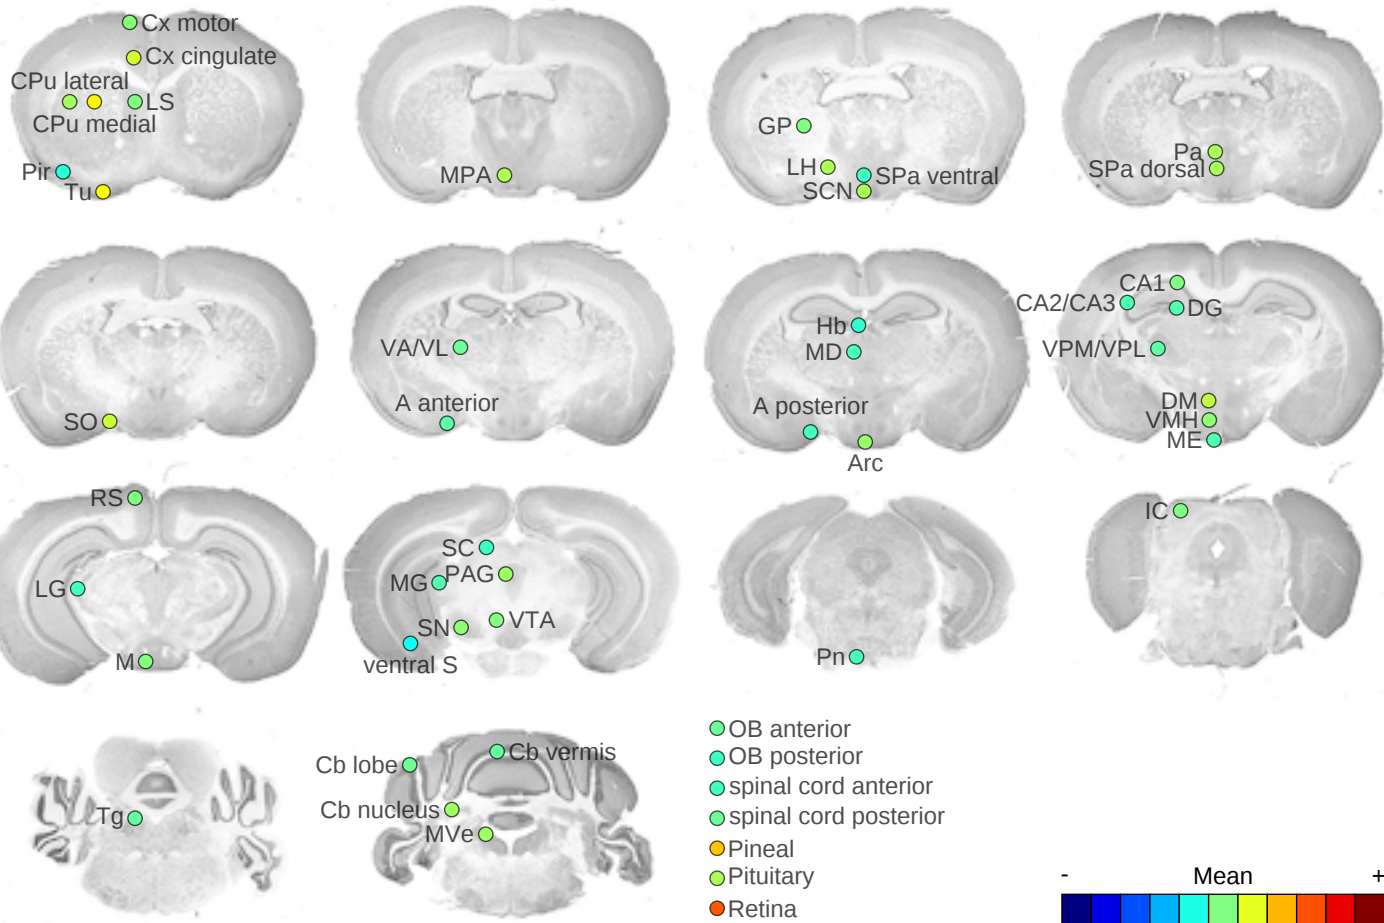 Cx motor
Cx cingulate
CPu lateral
LS
CPu medial
Pir
Tu
MPA
GP
LH
SPa ventral
SCN
Pa
SPa dorsal
SO
VA/VL
A anterior
Hb
MD
A posterior
Arc
CA1
CA2/CA3
DG
VPM/VPL
DM
VMH
ME
RS
LG
M
SC
MG
PAG
SN
VTA
ventral S
Pn
IC
Tg
Cb lobe
Cb vermis
Cb nucleus
MVe
OB anterior
OB posterior
spinal cord anterior
spinal cord posterior
Pineal
Pituitary
Retina
- Mean +